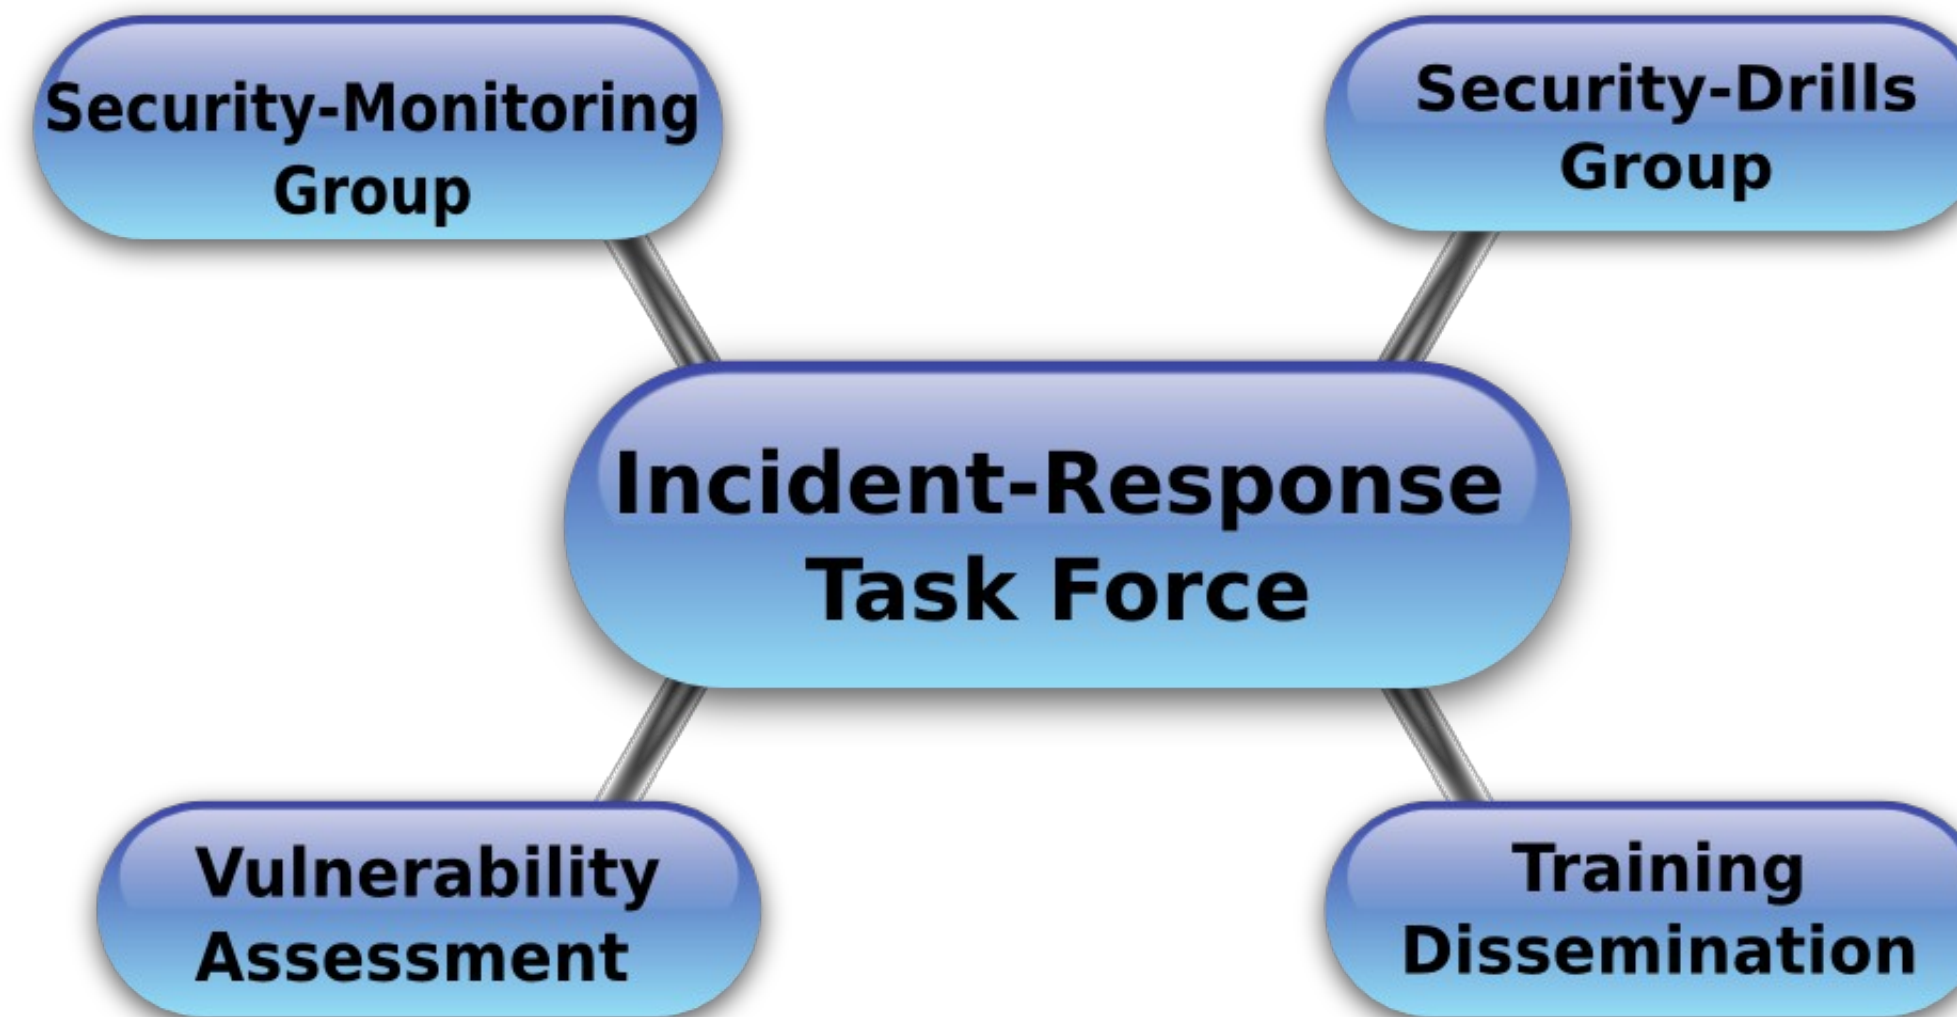 Security-Monitoring
Group
Security-Drills
Group
Incident-Response
Task Force
Vulnerability
Assessment
Training
Dissemination